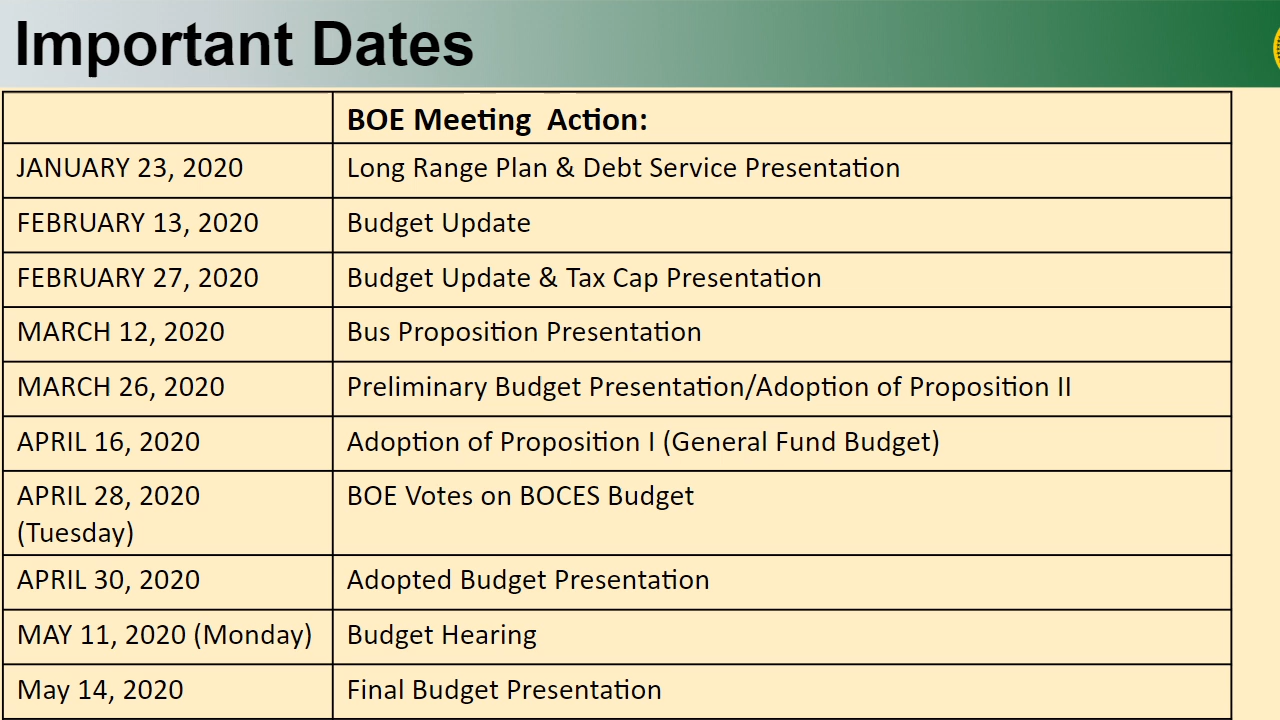 Important Dates
BOE Meeting  Action:
JANUARY 23, 2020 Long Range Plan & Debt Service Presentation
FEBRUARY 13, 2020 Budget Update
FEBRUARY 27, 2020 Budget Update & Tax Cap Presentation
MARCH 12, 2020 Bus Proposition Presentation
MARCH 26, 2020 Preliminary Budget Presentation/Adoption of Proposition II
APRIL 16, 2020 Adoption of Proposition I (General Fund Budget)
APRIL 28, 2020 BOE Votes on BOCES Budget
(Tuesday)
APRIL 30, 2020 Adopted Budget Presentation
MAY 11, 2020 (Monday) Budget Hearing
May 14, 2020 Final Budget Presentation